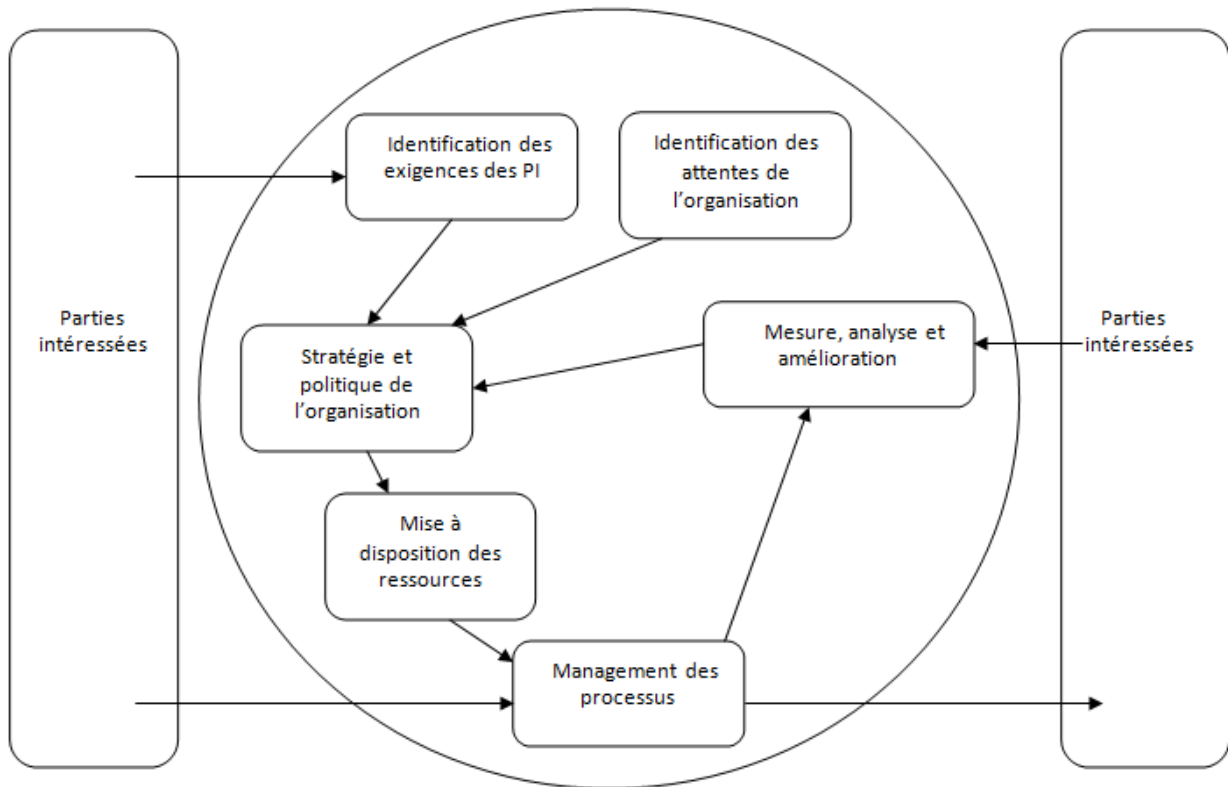 Identification des
exigences des PI
Identification des
attentes de
l’organisation
Parties
intéressées
Stratégie et
politique de
l’organisation
Mesure, analyse et
amélioration
Parties
intéressées
Mise à
disposition des
ressources
Management des
processus